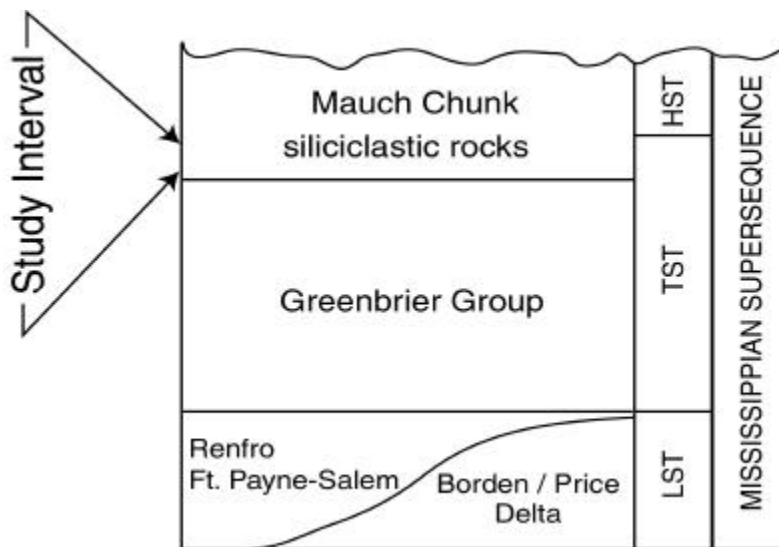 Study Interval
Mauch Chunk
siliciclastic rocks
Greenbrier Group
Renfro
Ft. Payne-Salem
Borden / Price
Delta
HST
TST
LST
MISSISSIPPIAN SUPERSEQUENCE